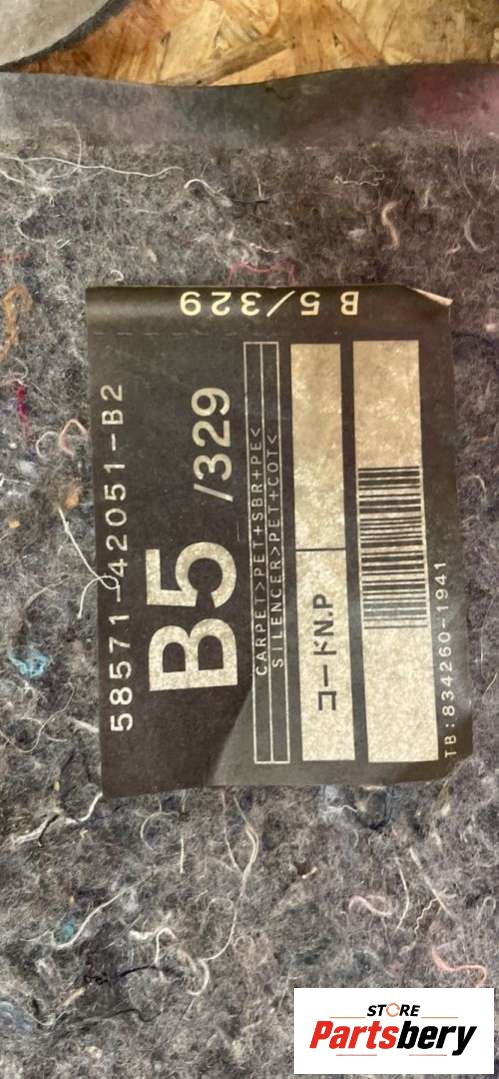 B5/329
58571-42051-B2
B5 /329
CARPET>PET+SBR+PE<
SILENCER>PET+COT<
コードN.P
TB:834260-1941
STORE
Partsbery